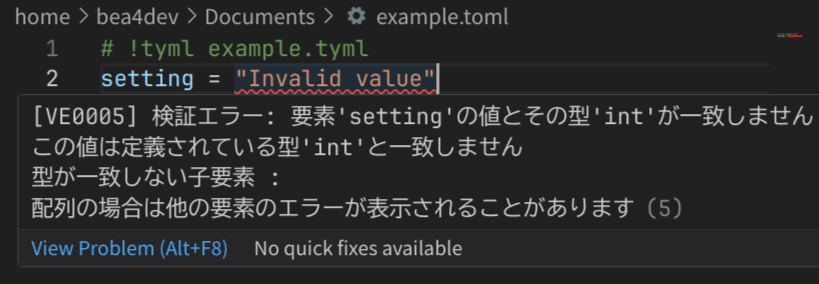 home > bea4dev > Documents > example.toml
1 # !tyml example.tyml
2 setting = "Invalid value"
[VE0005] 検証エラー: 要素'setting'の値とその型'int'が一致しません
この値は定義されている型'int'と一致しません
型が一致しない子要素 :
配列の場合は他の要素のエラーが表示されることがあります (5)
View Problem (Alt+F8) No quick fixes available